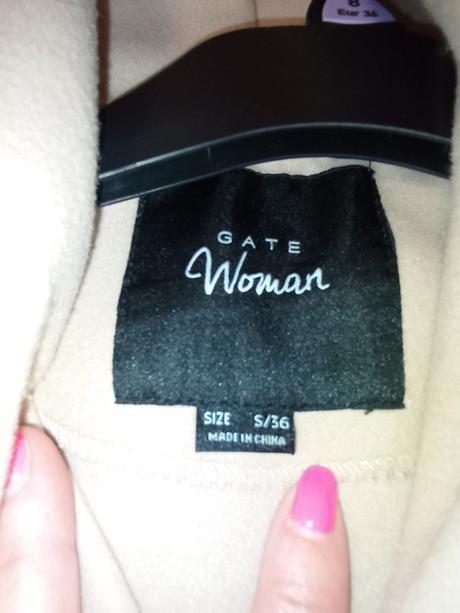 8
Eur 36
GATE
Woman
SIZE S/36
MADE IN CHINA